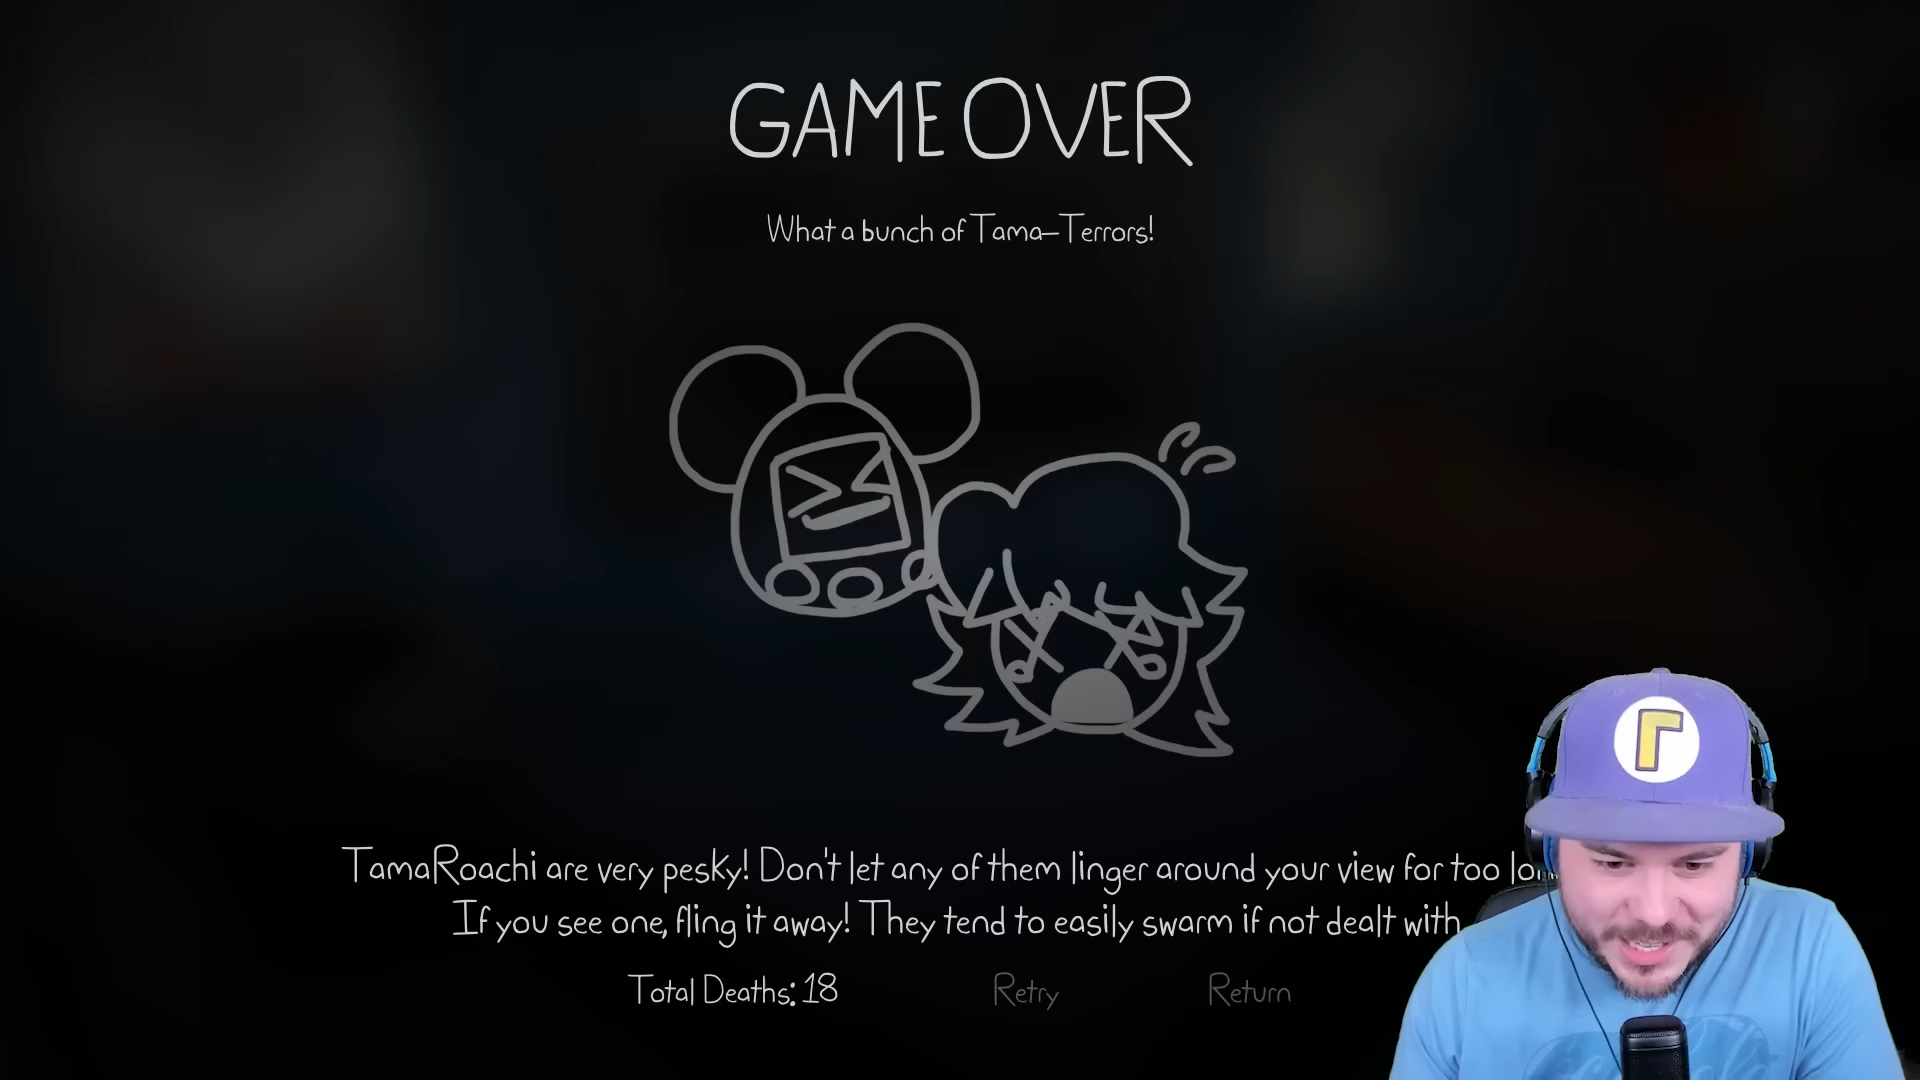 GAME OVER
What a bunch of Tama-Terrors!
TamaRoachi are very pesky! Don't let any of them linger around your view for too
If you see one, fling it away! They tend to easily swarm if not dealt with
Total Deaths: 18
Retry
Return